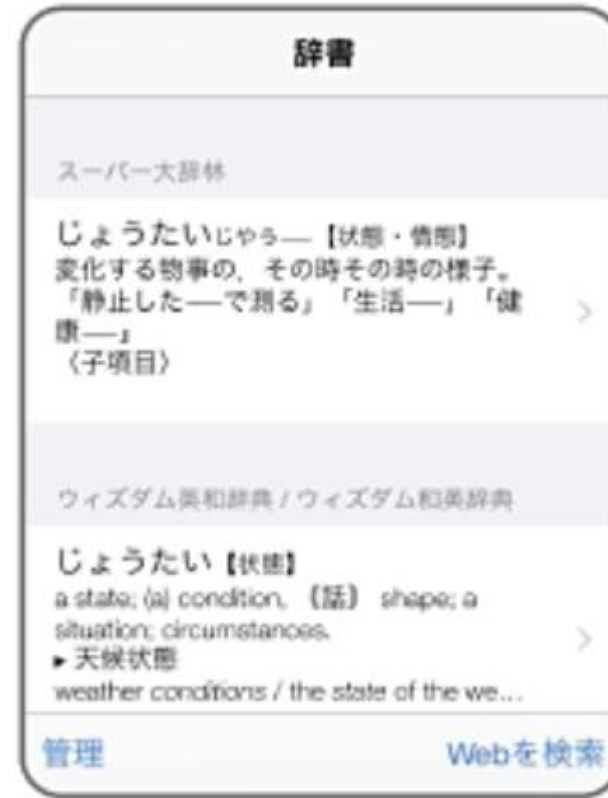 辞書
スーパー大辞林
じょうたいじやう——【状態・情態】
変化する物事の，その時その時の様子。
「静止した——で測る」「生活——」「健
康——」
〈子項目〉
ウィズダム英和辞典 / ウィズダム和英辞典
じょうたい【状態】
a state; (a) condition, 〘話〙 shape; a
situation; circumstances.
▸ 天候状態
weather conditions / the state of the we...
管理
Webを検索